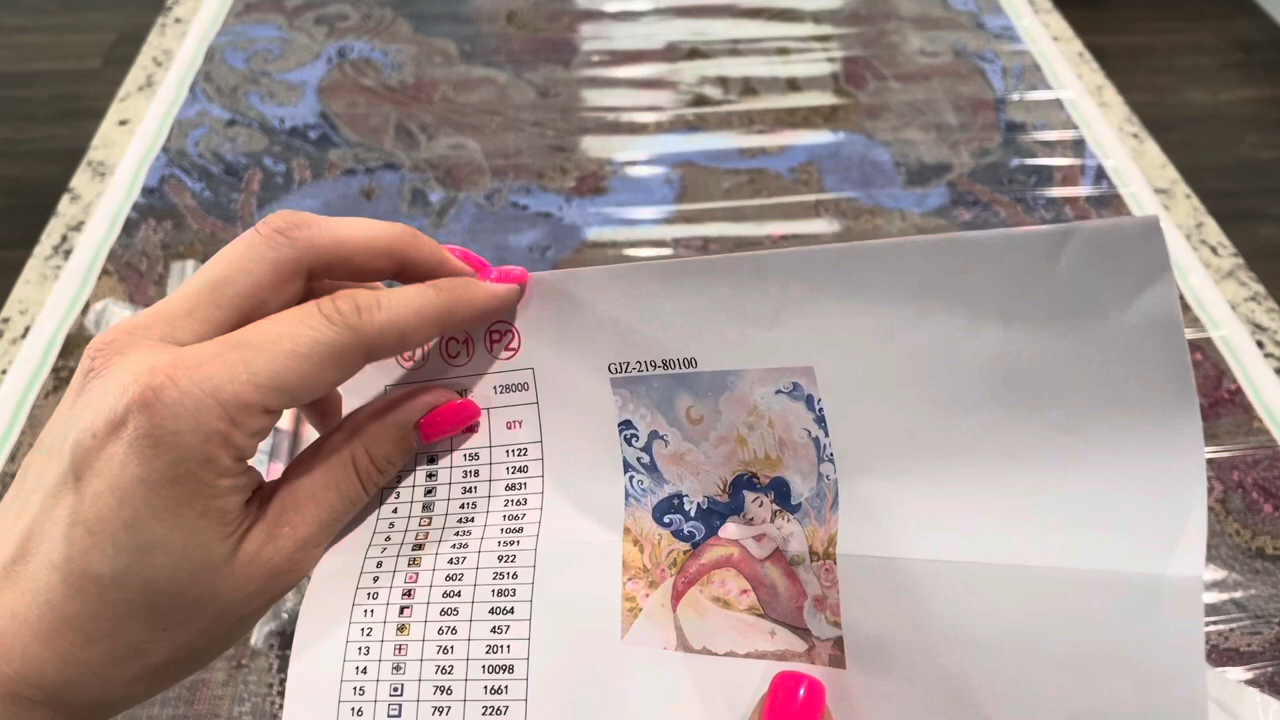 Q1 C1 P2
GJZ-219-80100
NT: 128000
QTY
155 1122
2 318 1240
3 341 6831
4 415 2163
5 434 1067
6 435 1068
7 436 1591
8 437 922
9 602 2516
10 604 1803
11 605 4064
12 676 457
13 761 2011
14 762 10098
15 796 1661
16 797 2267